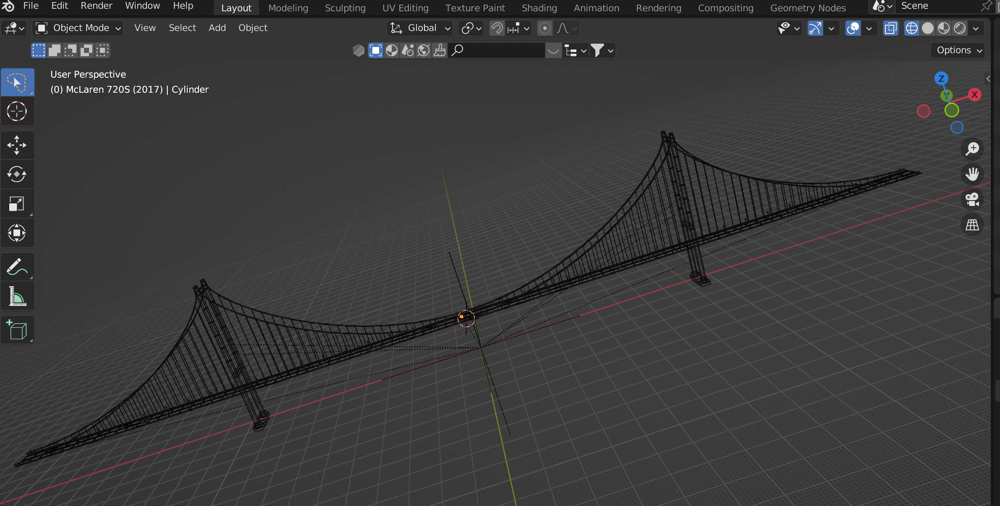 File Edit Render Window Help Layout Modeling Sculpting UV Editing Texture Paint Shading Animation Rendering Compositing Geometry Nodes Scene
Object Mode View Select Add Object Global
Options
User Perspective
(0) McLaren 720S (2017) | Cylinder
Z
Y
X